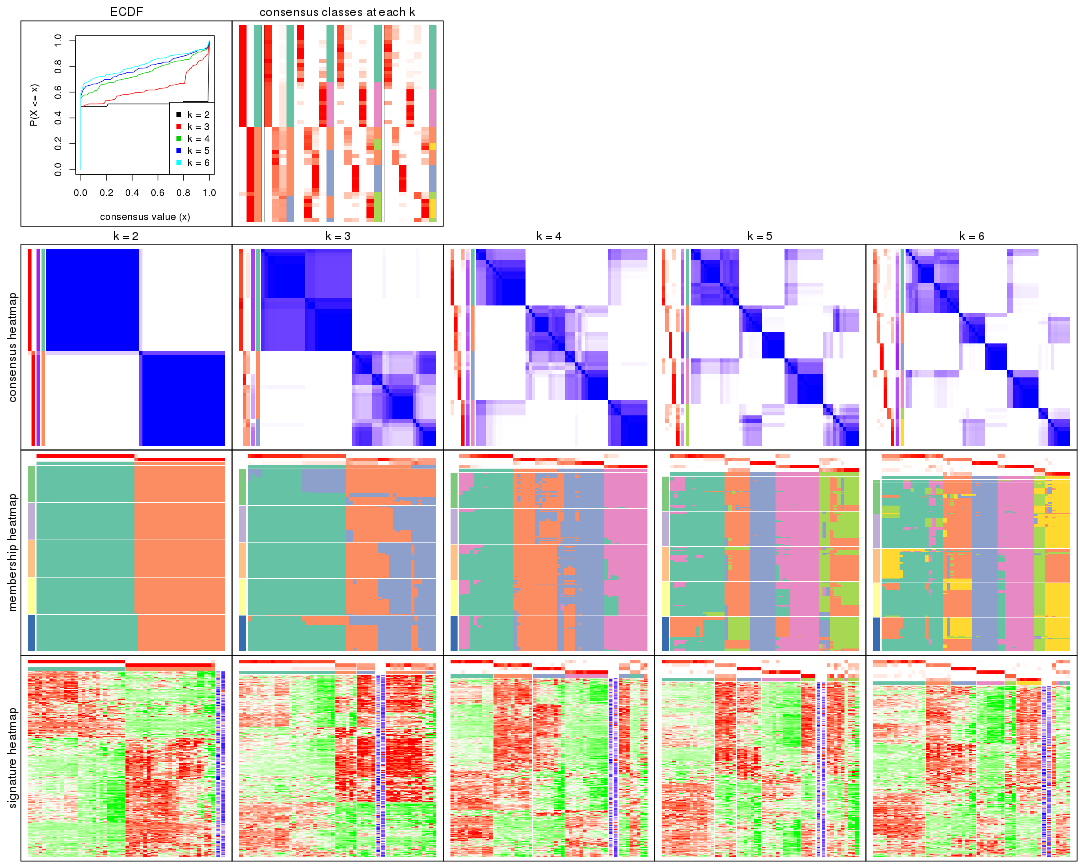 ECDF
consensus classes at each k
P(X <= x)
0.0 0.2 0.4 0.6 0.8 1.0
k = 2
k = 3
k = 4
k = 5
k = 6
0.0 0.2 0.4 0.6 0.8 1.0
consensus value (x)
k = 2
k = 3
k = 4
k = 5
k = 6
consensus heatmap
membership heatmap
signature heatmap